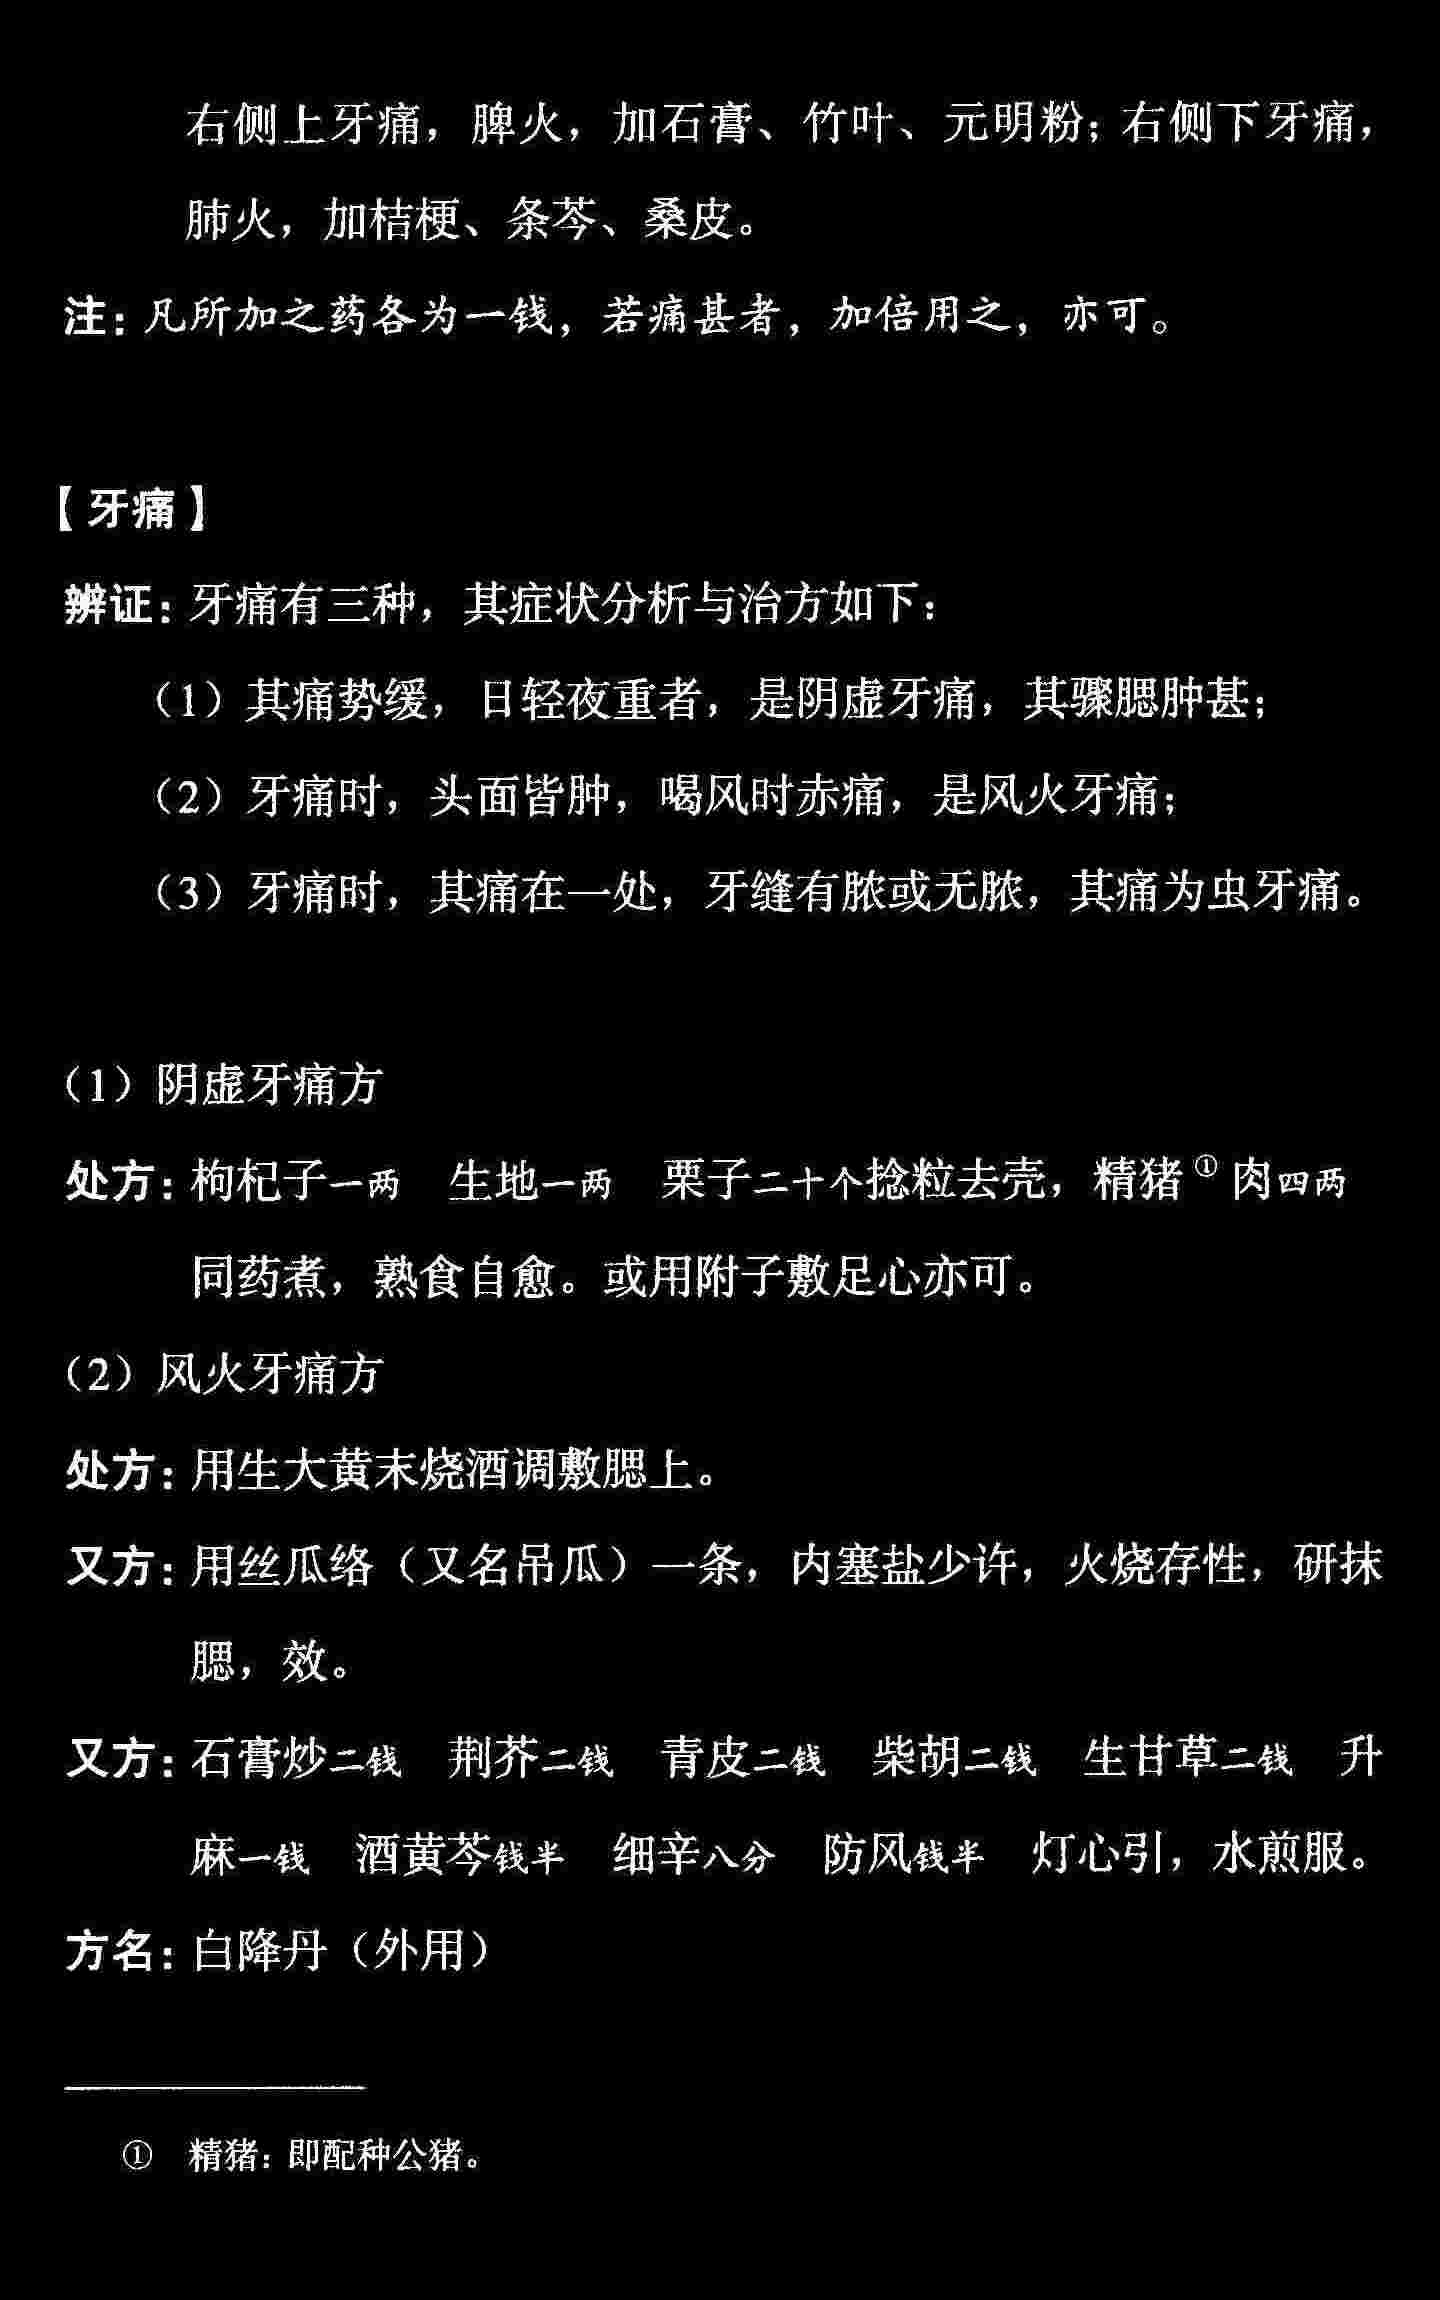 右侧上牙痛，脾火，加石膏、竹叶、元明粉；右侧下牙痛，
肺火，加桔梗、条芩、桑皮。
注：凡所加之药各为一钱，若痛甚者，加倍用之，亦可。
【牙痛】
辨证：牙痛有三种，其症状分析与治方如下：
（1）其痛势缓，日轻夜重者，是阴虚牙痛，其骤腮肿甚；
（2）牙痛时，头面皆肿，喝风时赤痛，是风火牙痛；
（3）牙痛时，其痛在一处，牙缝有脓或无脓，其痛为虫牙痛。
（1）阴虚牙痛方
处方：枸杞子一两　生地一两　栗子二十个捻粒去壳，精猪①肉四两
同药煮，熟食自愈。或用附子敷足心亦可。
（2）风火牙痛方
处方：用生大黄末烧酒调敷腮上。
又方：用丝瓜络（又名吊瓜）一条，内塞盐少许，火烧存性，研抹
腮，效。
又方：石膏炒二钱　荆芥二钱　青皮二钱　柴胡二钱　生甘草二钱　升
麻一钱　酒黄芩钱半　细辛八分　防风钱半　灯心引，水煎服。
方名：白降丹（外用）
①　精猪：即配种公猪。